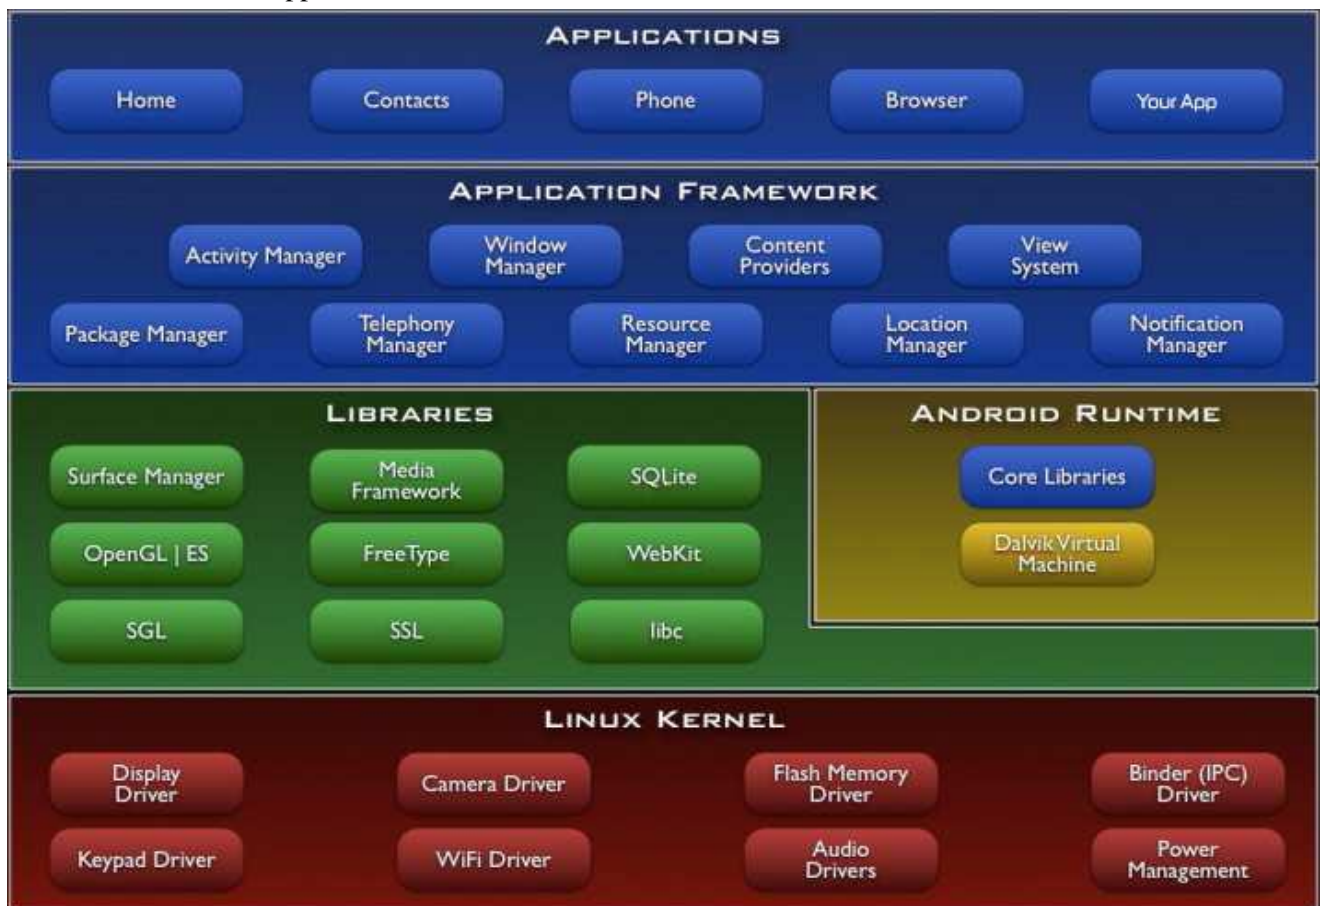 APPLICATIONS
Home
Contacts
Phone
Browser
Your App
APPLICATION FRAMEWORK
Activity Manager
Window
Manager
Content
Providers
View
System
Package Manager
Telephony
Manager
Resource
Manager
Location
Manager
Notification
Manager
LIBRARIES
Surface Manager
Media
Framework
SQLite
OpenGL | ES
FreeType
WebKit
SGL
SSL
libc
ANDROID RUNTIME
Core Libraries
Dalvik Virtual
Machine
LINUX KERNEL
Display
Driver
Camera Driver
Flash Memory
Driver
Binder (IPC)
Driver
Keypad Driver
WiFi Driver
Audio
Drivers
Power
Management